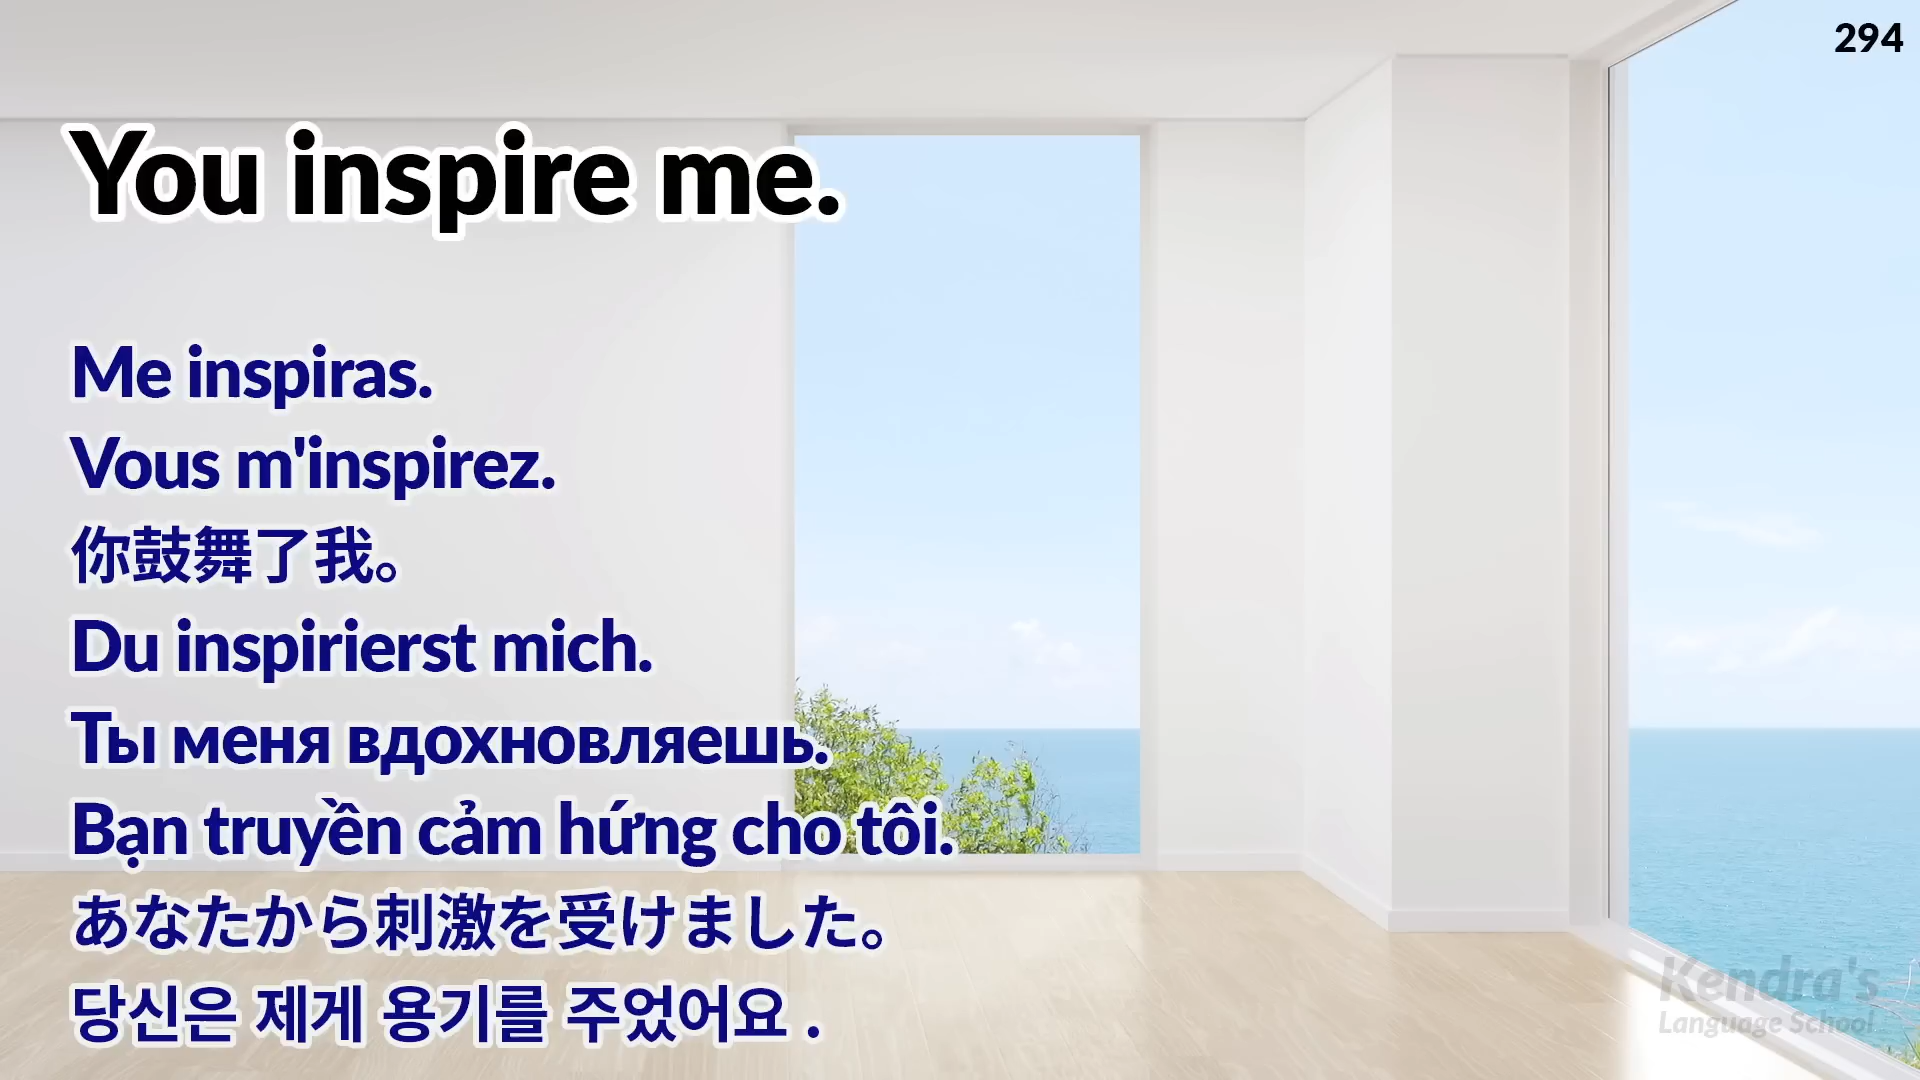 294
You inspire me.
Me inspiras.
Vous m'inspirez.
你鼓舞了我。
Du inspirierst mich.
Ты меня вдохновляешь.
Bạn truyền cảm hứng cho tôi.
あなたから刺激を受けました。
당신은 제게 용기를 주었어요 .
Kendra's
Language School